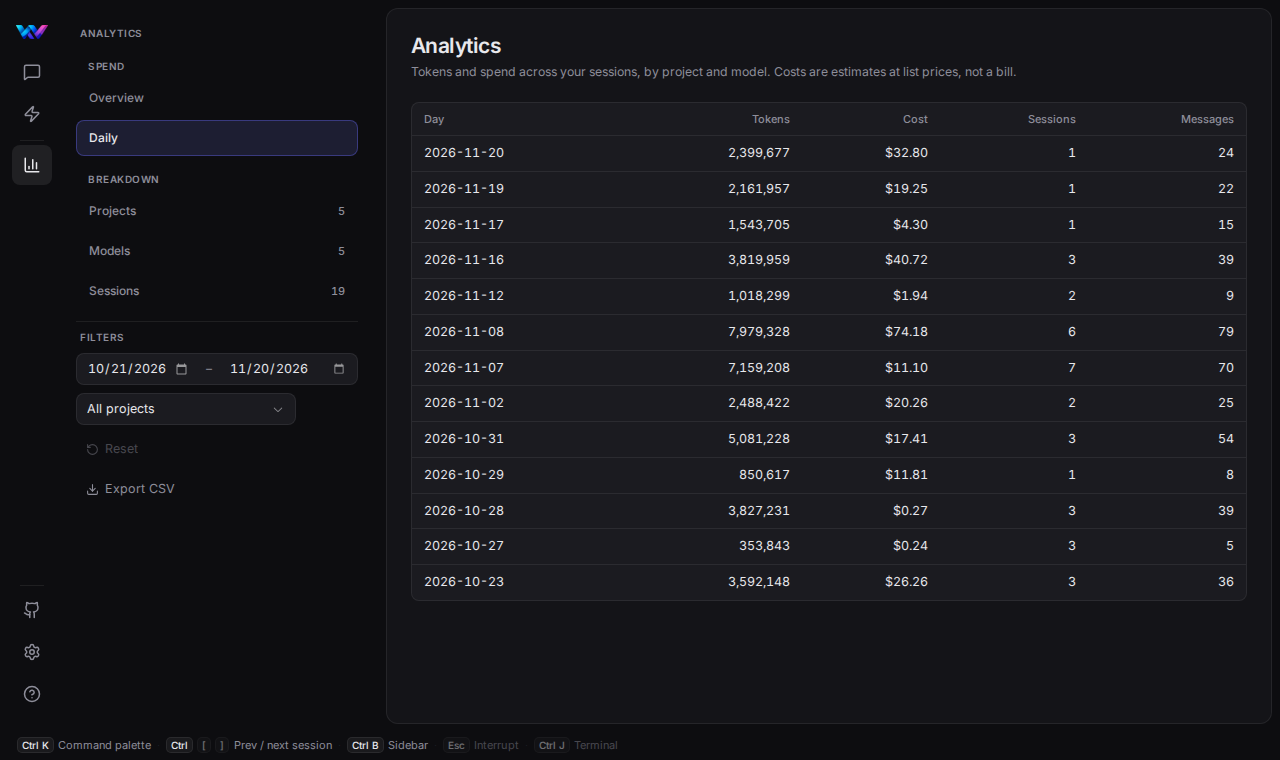 ANALYTICS
SPEND
Overview
Daily
BREAKDOWN
Projects 5
Models 5
Sessions 19
FILTERS
10/21/2026 – 11/20/2026
All projects
Reset
Export CSV
Analytics
Tokens and spend across your sessions, by project and model. Costs are estimates at list prices, not a bill.
Day Tokens Cost Sessions Messages
2026-11-20 2,399,677 $32.80 1 24
2026-11-19 2,161,957 $19.25 1 22
2026-11-17 1,543,705 $4.30 1 15
2026-11-16 3,819,959 $40.72 3 39
2026-11-12 1,018,299 $1.94 2 9
2026-11-08 7,979,328 $74.18 6 79
2026-11-07 7,159,208 $11.10 7 70
2026-11-02 2,488,422 $20.26 2 25
2026-10-31 5,081,228 $17.41 3 54
2026-10-29 850,617 $11.81 1 8
2026-10-28 3,827,231 $0.27 3 39
2026-10-27 353,843 $0.24 3 5
2026-10-23 3,592,148 $26.26 3 36
Ctrl K Command palette Ctrl [ ] Prev / next session Ctrl B Sidebar Esc Interrupt Ctrl J Terminal